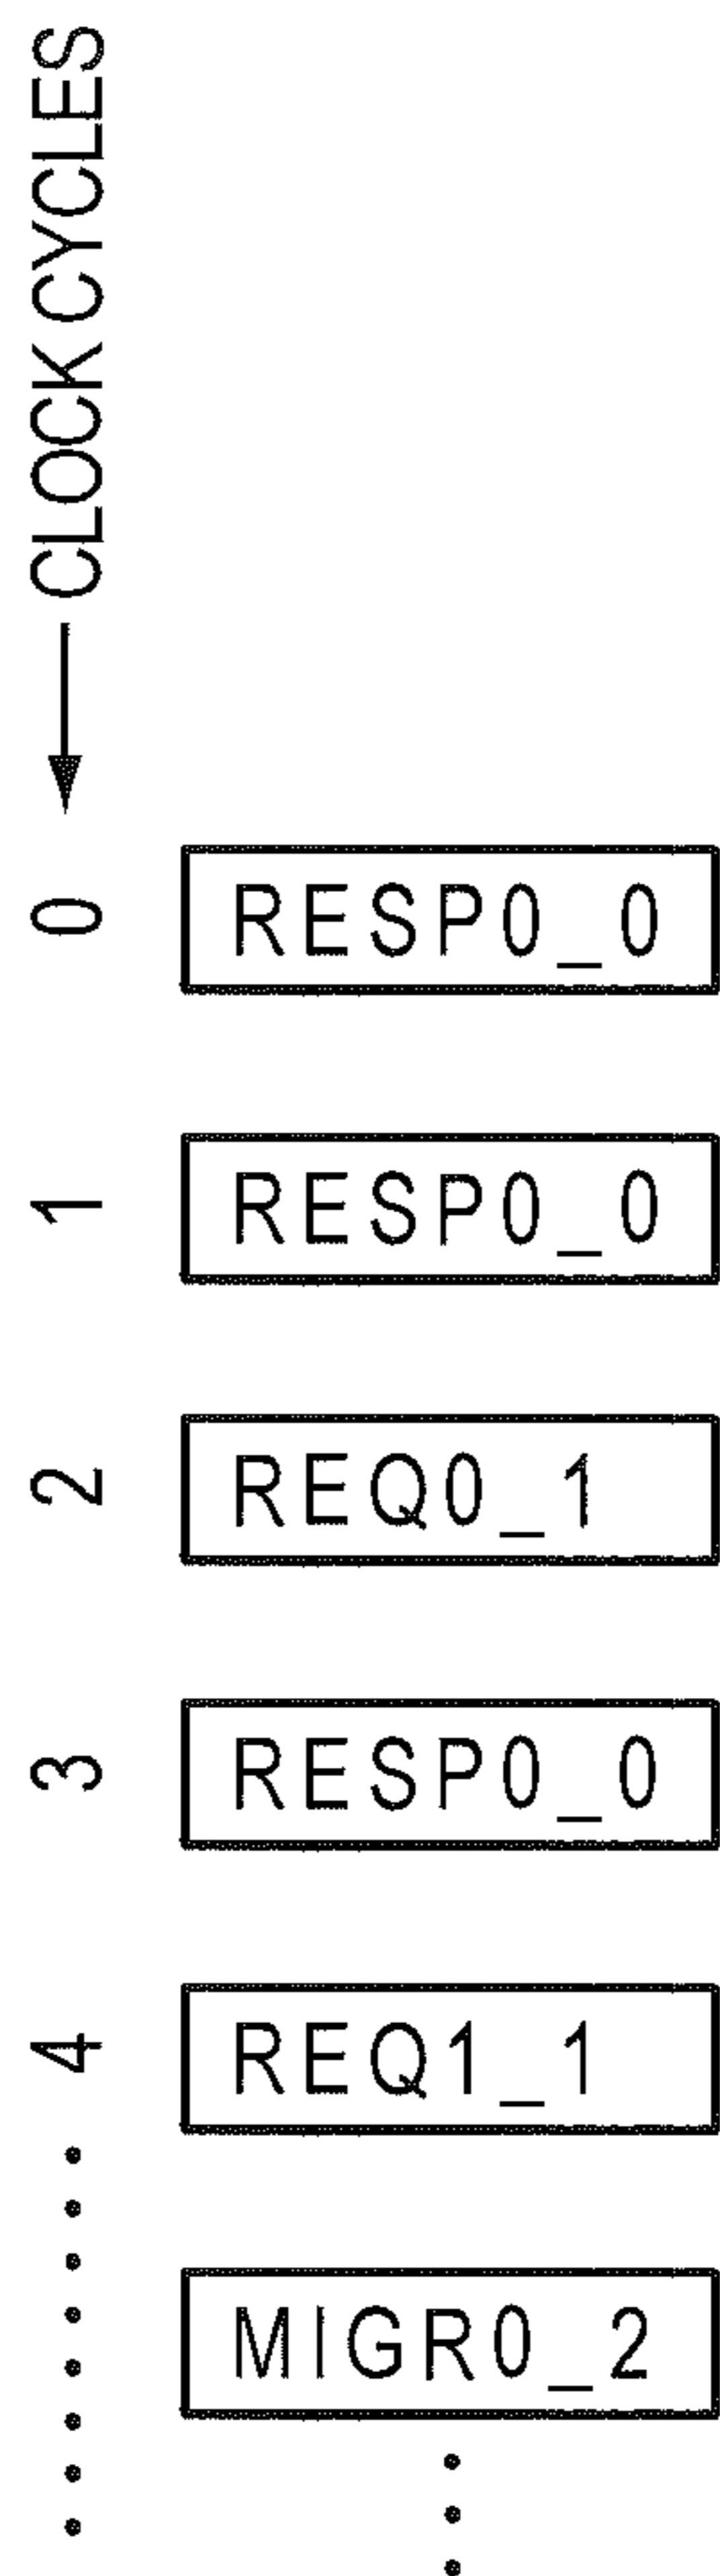 CLOCK CYCLES
0
RESP0_0
1
RESP0_0
2
REQ0_1
3
RESP0_0
4
REQ1_1
MIGR0_2